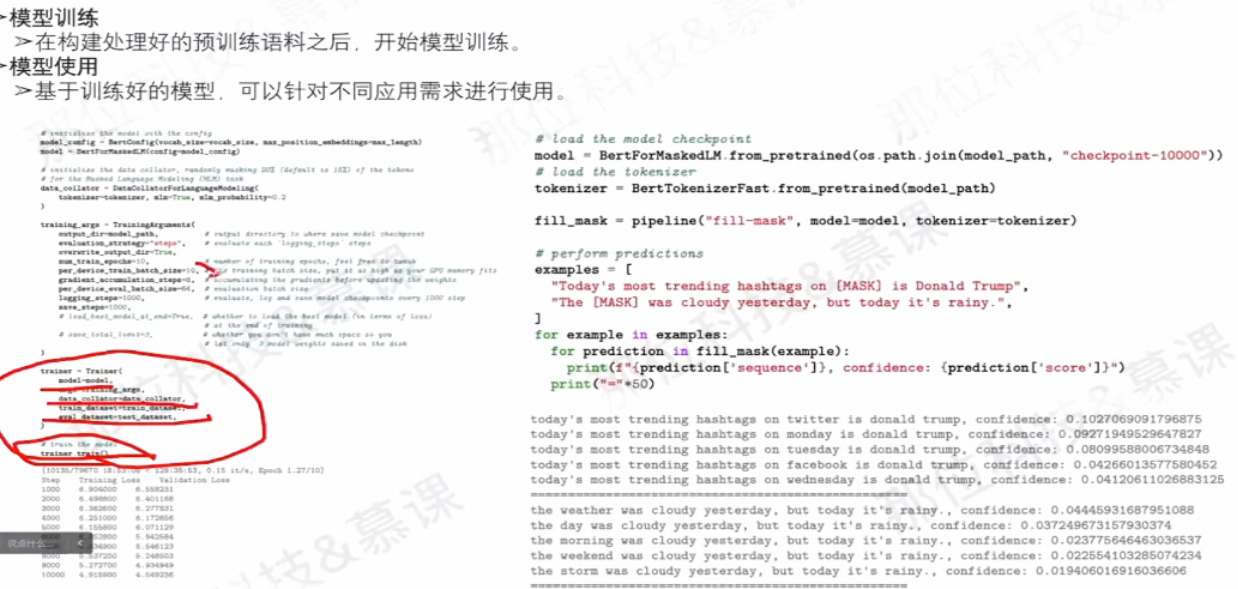 模型训练
➢在构建处理好的预训练语料之后，开始模型训练。
模型使用
➢基于训练好的模型，可以针对不同应用需求进行使用。
# initialize the model with the config
model_config = BertConfig(vocab_size=vocab_size, max_position_embeddings=max_length)
model = BertForMaskedLM(config=model_config)
# initialize the data collator, randomly masking 20% (default is 15%) of the tokens
# for the Masked Language Modeling (MLM) task
data_collator = DataCollatorForLanguageModeling(
tokenizer=tokenizer, mlm=True, mlm_probability=0.2
)
training_args = TrainingArguments(
output_dir=model_path, # output directory to where save model checkpoint
evaluation_strategy="steps", # evaluate each `logging_steps` steps
overwrite_output_dir=True,
num_train_epochs=10, # number of training epochs, feel free to tweak
per_device_train_batch_size=10, # the training batch size, put it as high as your GPU memory fits
gradient_accumulation_steps=8, # accumulating the gradients before updating the weights
per_device_eval_batch_size=64, # evaluation batch size
logging_steps=1000, # evaluate, log and save model checkpoints every 1000 step
save_steps=1000,
# load_best_model_at_end=True, # whether to load the best model (in terms of loss)
# at the end of training
# save_total_limit=3, # whether you don't have much space so you
# let only 3 model weights saved in the disk
)
trainer = Trainer(
model=model,
args=training_args,
data_collator=data_collator,
train_dataset=train_dataset,
eval_dataset=test_dataset,
)
# train the model
trainer.train()
129:35:53, 0.15 it/s, Epoch 1.27/10]
Step Training Loss Validation Loss
1000 6.904000 6.558231
2000 6.498800 6.401168
3000 6.362600 6.277831
4000 6.251000 6.172856
5000 6.155800 6.071129
5.942584
5.546123
8000 5.537200 5.248503
9000 5.272700 4.934949
10000 4.915900 4.549236
说点什么...
# load the model checkpoint
model = BertForMaskedLM.from_pretrained(os.path.join(model_path, "checkpoint-10000"))
# load the tokenizer
tokenizer = BertTokenizerFast.from_pretrained(model_path)
fill_mask = pipeline("fill-mask", model=model, tokenizer=tokenizer)
# perform predictions
examples = [
"Today's most trending hashtags on [MASK] is Donald Trump",
"The [MASK] was cloudy yesterday, but today it's rainy.",
]
for example in examples:
for prediction in fill_mask(example):
print(f"{prediction['sequence']}, confidence: {prediction['score']}")
print("="*50)
today's most trending hashtags on twitter is donald trump, confidence: 0.1027069091796875
today's most trending hashtags on monday is donald trump, confidence: 0.09271949529647827
today's most trending hashtags on tuesday is donald trump, confidence: 0.08099588006734848
today's most trending hashtags on facebook is donald trump, confidence: 0.04266013577580452
today's most trending hashtags on wednesday is donald trump, confidence: 0.04120611026883125
==================================================
the weather was cloudy yesterday, but today it's rainy., confidence: 0.04445931687951088
the day was cloudy yesterday, but today it's rainy., confidence: 0.037249673157930374
the morning was cloudy yesterday, but today it's rainy., confidence: 0.023775646463036537
the weekend was cloudy yesterday, but today it's rainy., confidence: 0.022554103285074234
the storm was cloudy yesterday, but today it's rainy., confidence: 0.019406016916036606
==================================================
那位科技&慕课